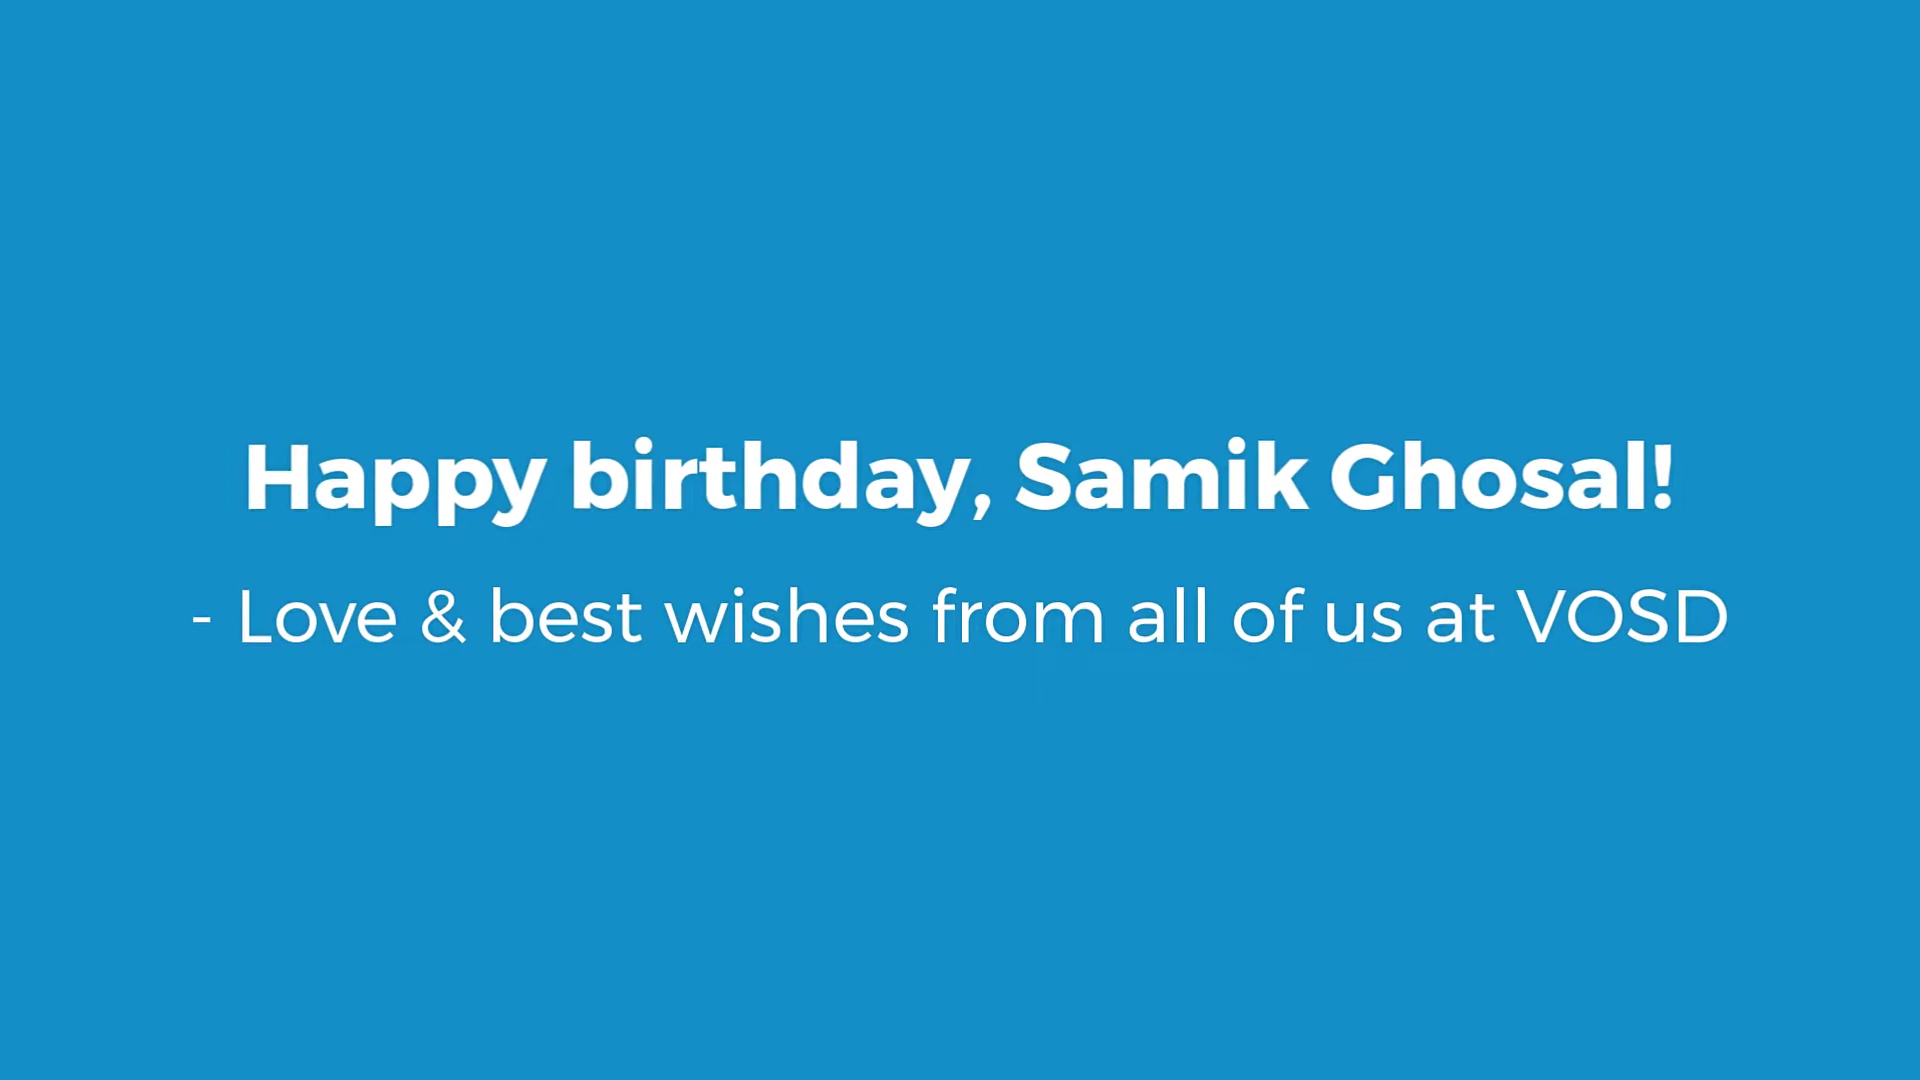 Happy birthday, Samik Ghosal!
- Love & best wishes from all of us at VOSD